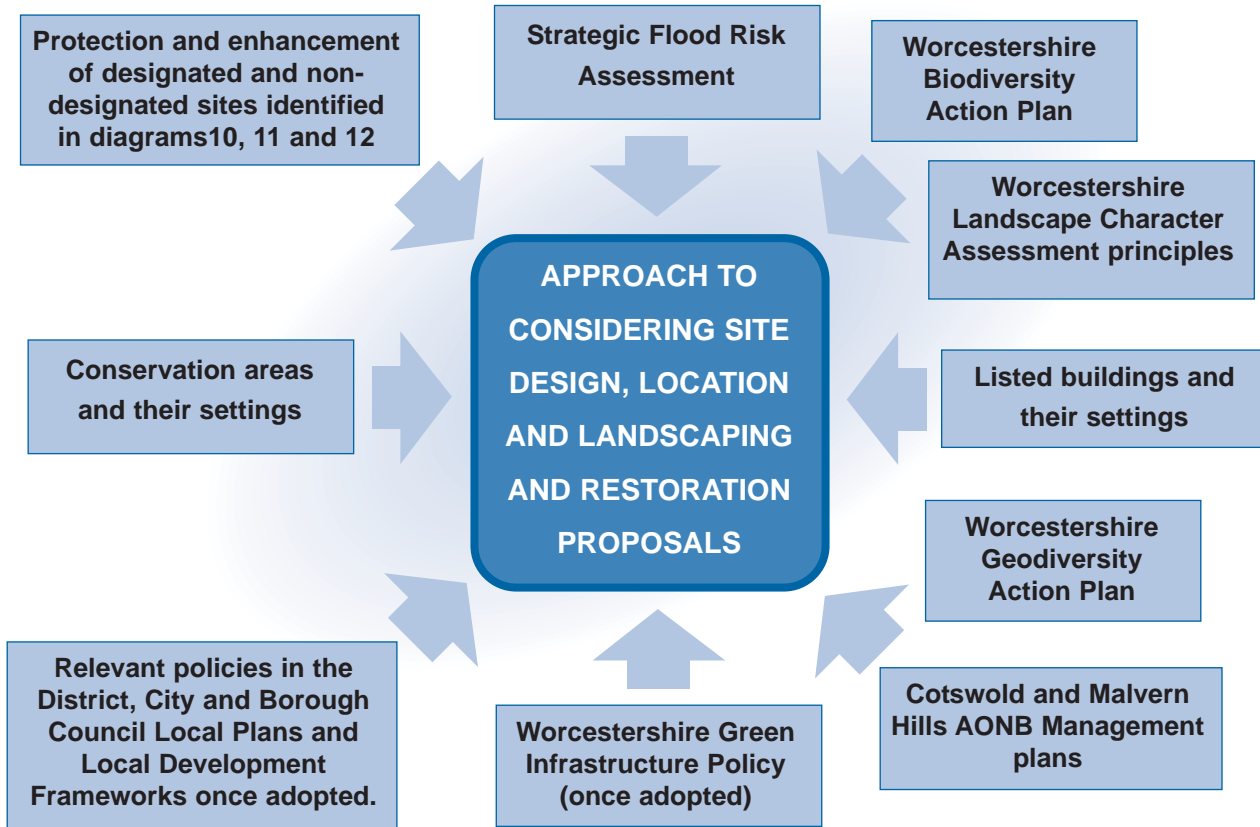 Protection and enhancement
of designated and non-
designated sites identified
in diagrams10, 11 and 12
Strategic Flood Risk
Assessment
Worcestershire
Biodiversity
Action Plan
Worcestershire
Landscape Character
Assessment principles
APPROACH TO
CONSIDERING SITE
DESIGN, LOCATION
AND LANDSCAPING
AND RESTORATION
PROPOSALS
Conservation areas
and their settings
Listed buildings and
their settings
Worcestershire
Geodiversity
Action Plan
Relevant policies in the
District, City and Borough
Council Local Plans and
Local Development
Frameworks once adopted.
Worcestershire Green
Infrastructure Policy
(once adopted)
Cotswold and Malvern
Hills AONB Management
plans